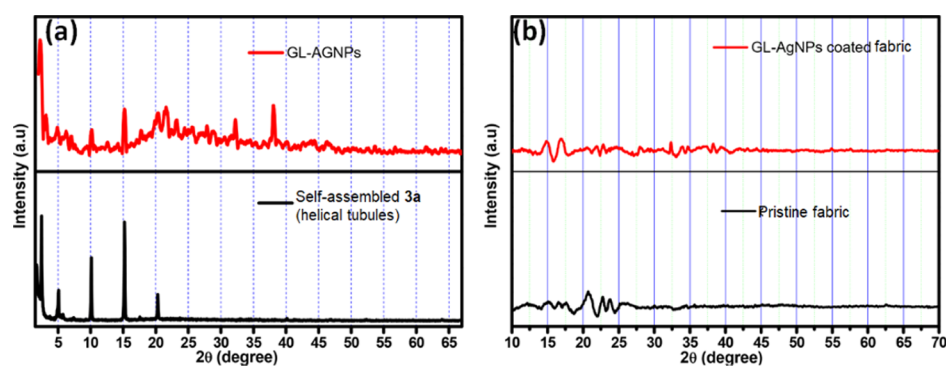 (a)
GL-AGNPs
Self-assembled 3a
(helical tubules)
Intensity (a.u)
5 10 15 20 25 30 35 40 45 50 55 60 65
2θ (degree)
(b)
GL-AgNPs coated fabric
Pristine fabric
Intensity (a.u)
10 15 20 25 30 35 40 45 50 55 60 65 70
2θ (degree)